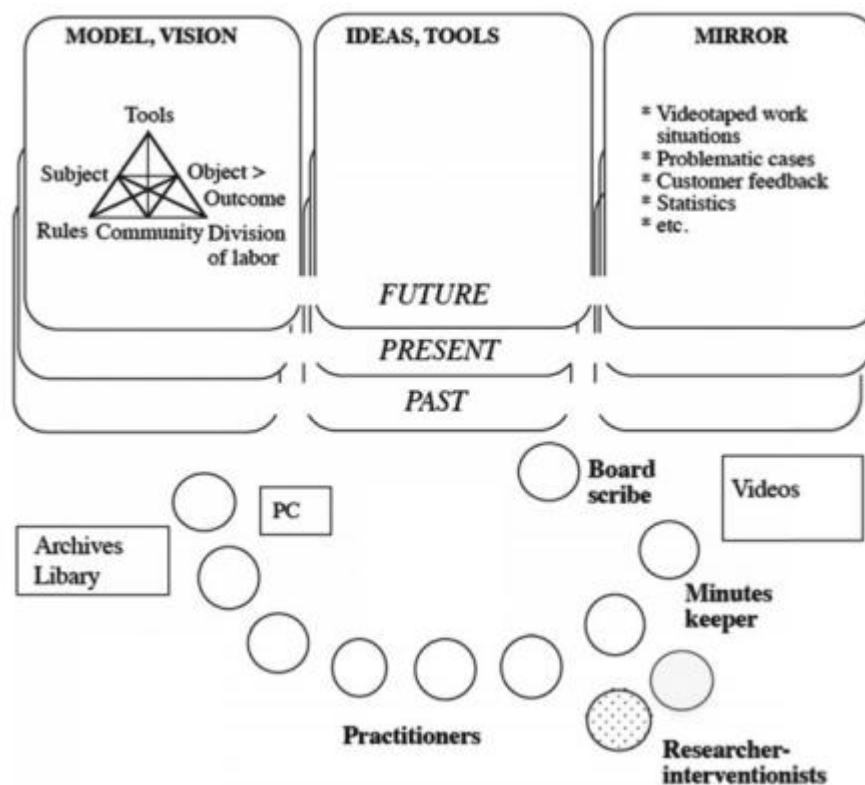 MODEL, VISION
IDEAS, TOOLS
MIRROR
Tools
Subject
Object >
Outcome
Rules
Community
Division
of labor
* Videotaped work
situations
* Problematic cases
* Customer feedback
* Statistics
* etc.
FUTURE
PRESENT
PAST
Board
scribe
Videos
PC
Archives
Libary
Minutes
keeper
Practitioners
Researcher-
interventionists